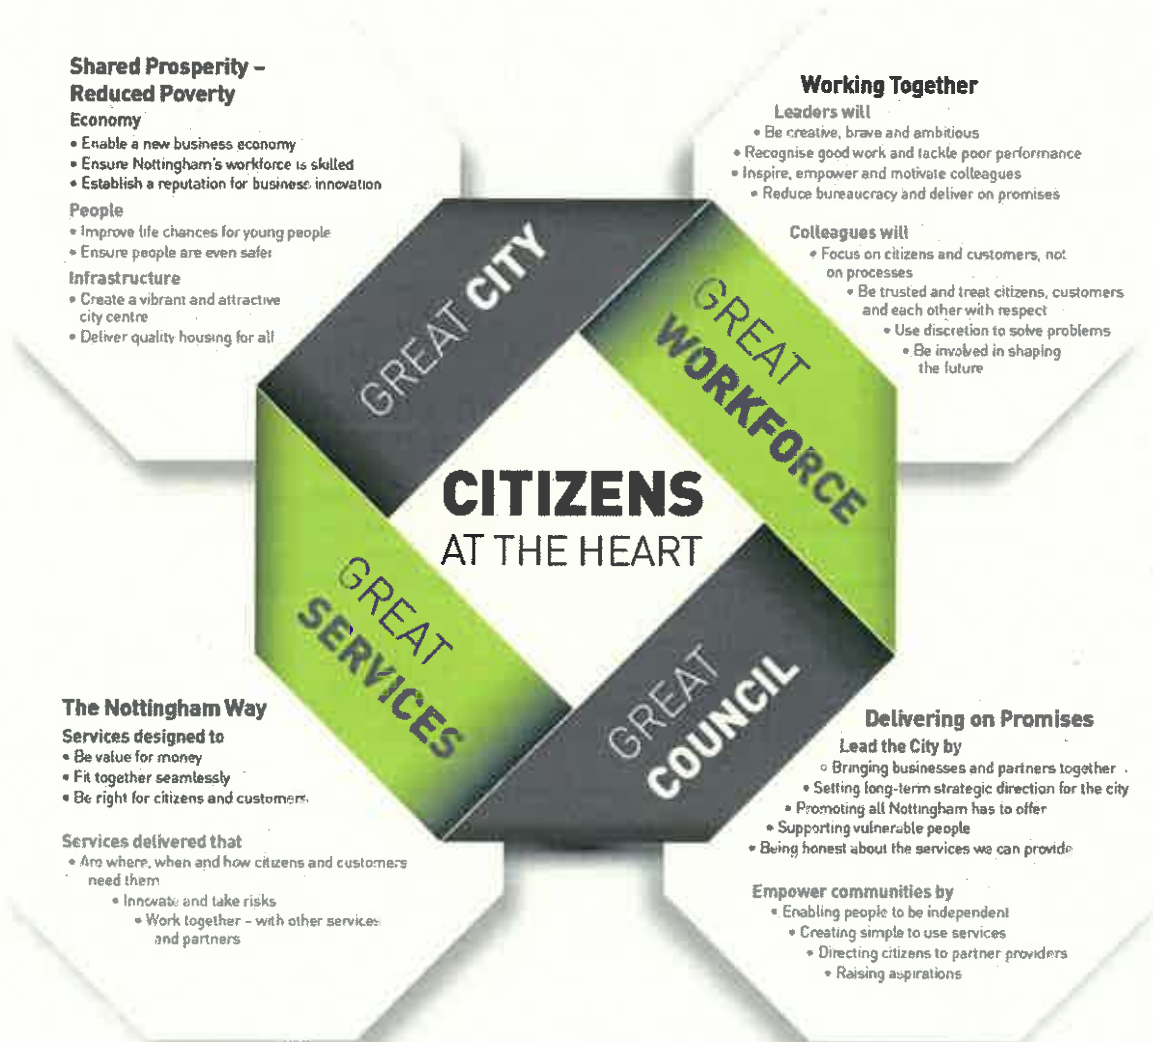 Shared Prosperity –
Reduced Poverty
Economy
• Enable a new business economy
• Ensure Nottingham's workforce is skilled
• Establish a reputation for business innovation
People
• Improve life chances for young people
• Ensure people are even safer
Infrastructure
• Create a vibrant and attractive
city centre
• Deliver quality housing for all
Working Together
Leaders will
• Be creative, brave and ambitious
• Recognise good work and tackle poor performance
• Inspire, empower and motivate colleagues
• Reduce bureaucracy and deliver on promises
Colleagues will
• Focus on citizens and customers, not
on processes
• Be trusted and treat citizens, customers
and each other with respect
• Use discretion to solve problems
• Be involved in shaping
the future
GREAT CITY
GREAT
WORKFORCE
CITIZENS
AT THE HEART
GREAT
SERVICES
GREAT
COUNCIL
The Nottingham Way
Services designed to
• Be value for money
• Fit together seamlessly
• Be right for citizens and customers
Services delivered that
• Are where, when and how citizens and customers
need them
• Innovate and take risks
• Work together – with other services
and partners
Delivering on Promises
Lead the City by
• Bringing businesses and partners together
• Setting long-term strategic direction for the city
• Promoting all Nottingham has to offer
• Supporting vulnerable people
• Being honest about the services we can provide
Empower communities by
• Enabling people to be independent
• Creating simple to use services
• Directing citizens to partner providers
• Raising aspirations